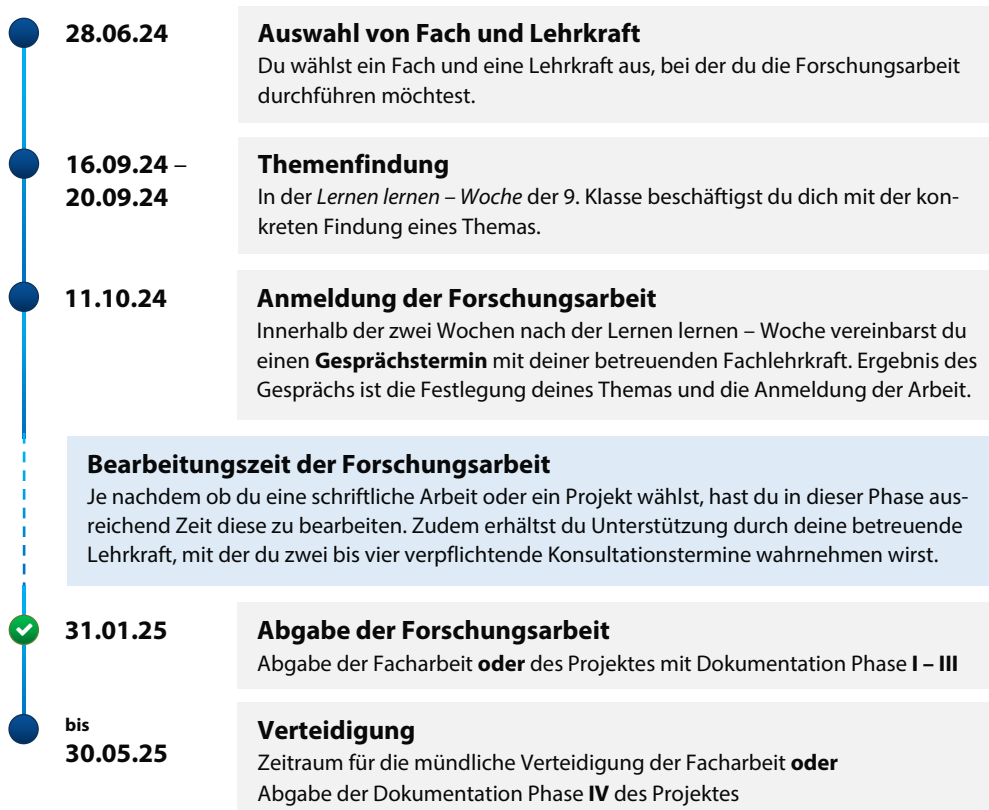 28.06.24
Auswahl von Fach und Lehrkraft
Du wählst ein Fach und eine Lehrkraft aus, bei der du die Forschungsarbeit
durchführen möchtest.
16.09.24 –
20.09.24
Themenfindung
In der Lernen lernen – Woche der 9. Klasse beschäftigst du dich mit der kon-
kreten Findung eines Themas.
11.10.24
Anmeldung der Forschungsarbeit
Innerhalb der zwei Wochen nach der Lernen lernen – Woche vereinbarst du
einen Gesprächstermin mit deiner betreuenden Fachlehrkraft. Ergebnis des
Gesprächs ist die Festlegung deines Themas und die Anmeldung der Arbeit.
Bearbeitungszeit der Forschungsarbeit
Je nachdem ob du eine schriftliche Arbeit oder ein Projekt wählst, hast du in dieser Phase aus-
reichend Zeit diese zu bearbeiten. Zudem erhältst du Unterstützung durch deine betreuende
Lehrkraft, mit der du zwei bis vier verpflichtende Konsultationstermine wahrnehmen wirst.
31.01.25
Abgabe der Forschungsarbeit
Abgabe der Facharbeit oder des Projektes mit Dokumentation Phase I – III
bis
30.05.25
Verteidigung
Zeitraum für die mündliche Verteidigung der Facharbeit oder
Abgabe der Dokumentation Phase IV des Projektes